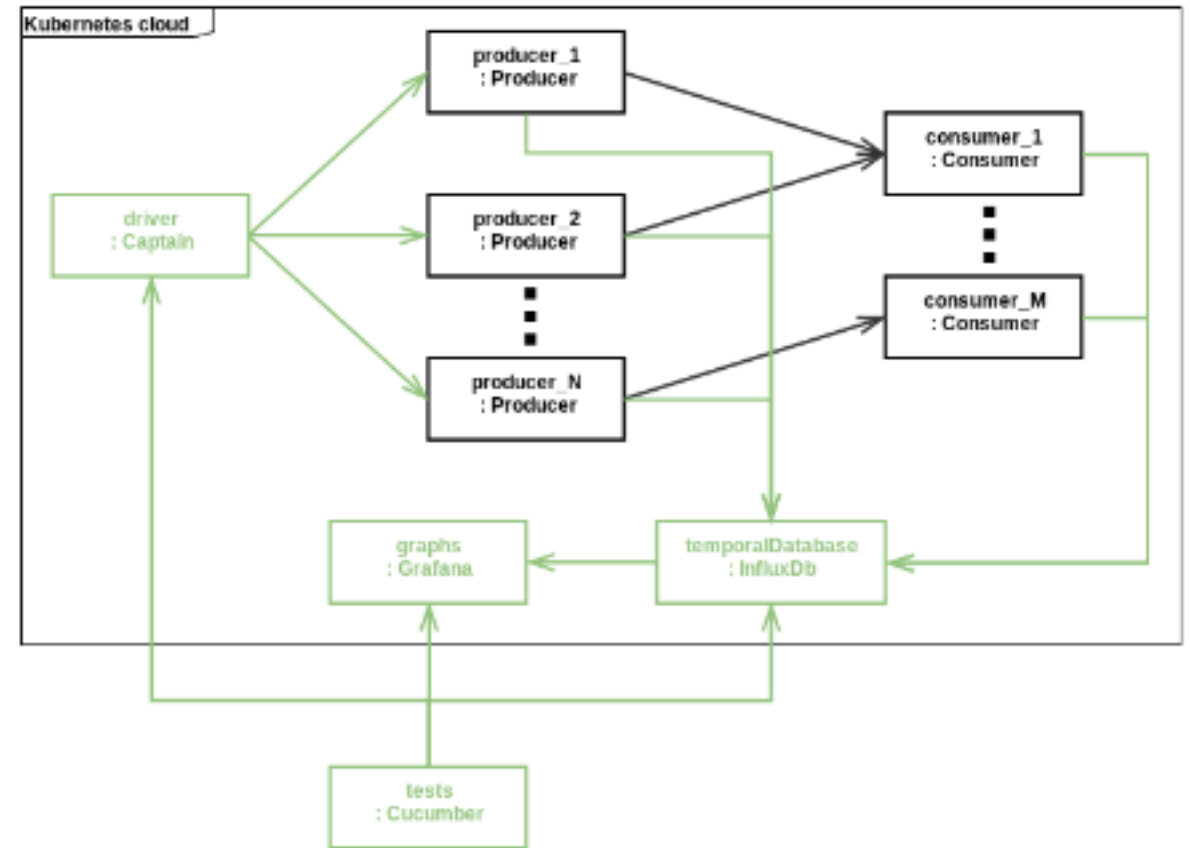 Kubernetes cloud
producer_1
: Producer
consumer_1
: Consumer
driver
: Captain
producer_2
: Producer
consumer_M
: Consumer
producer_N
: Producer
graphs
: Grafana
temporalDatabase
: InfluxDb
tests
: Cucumber